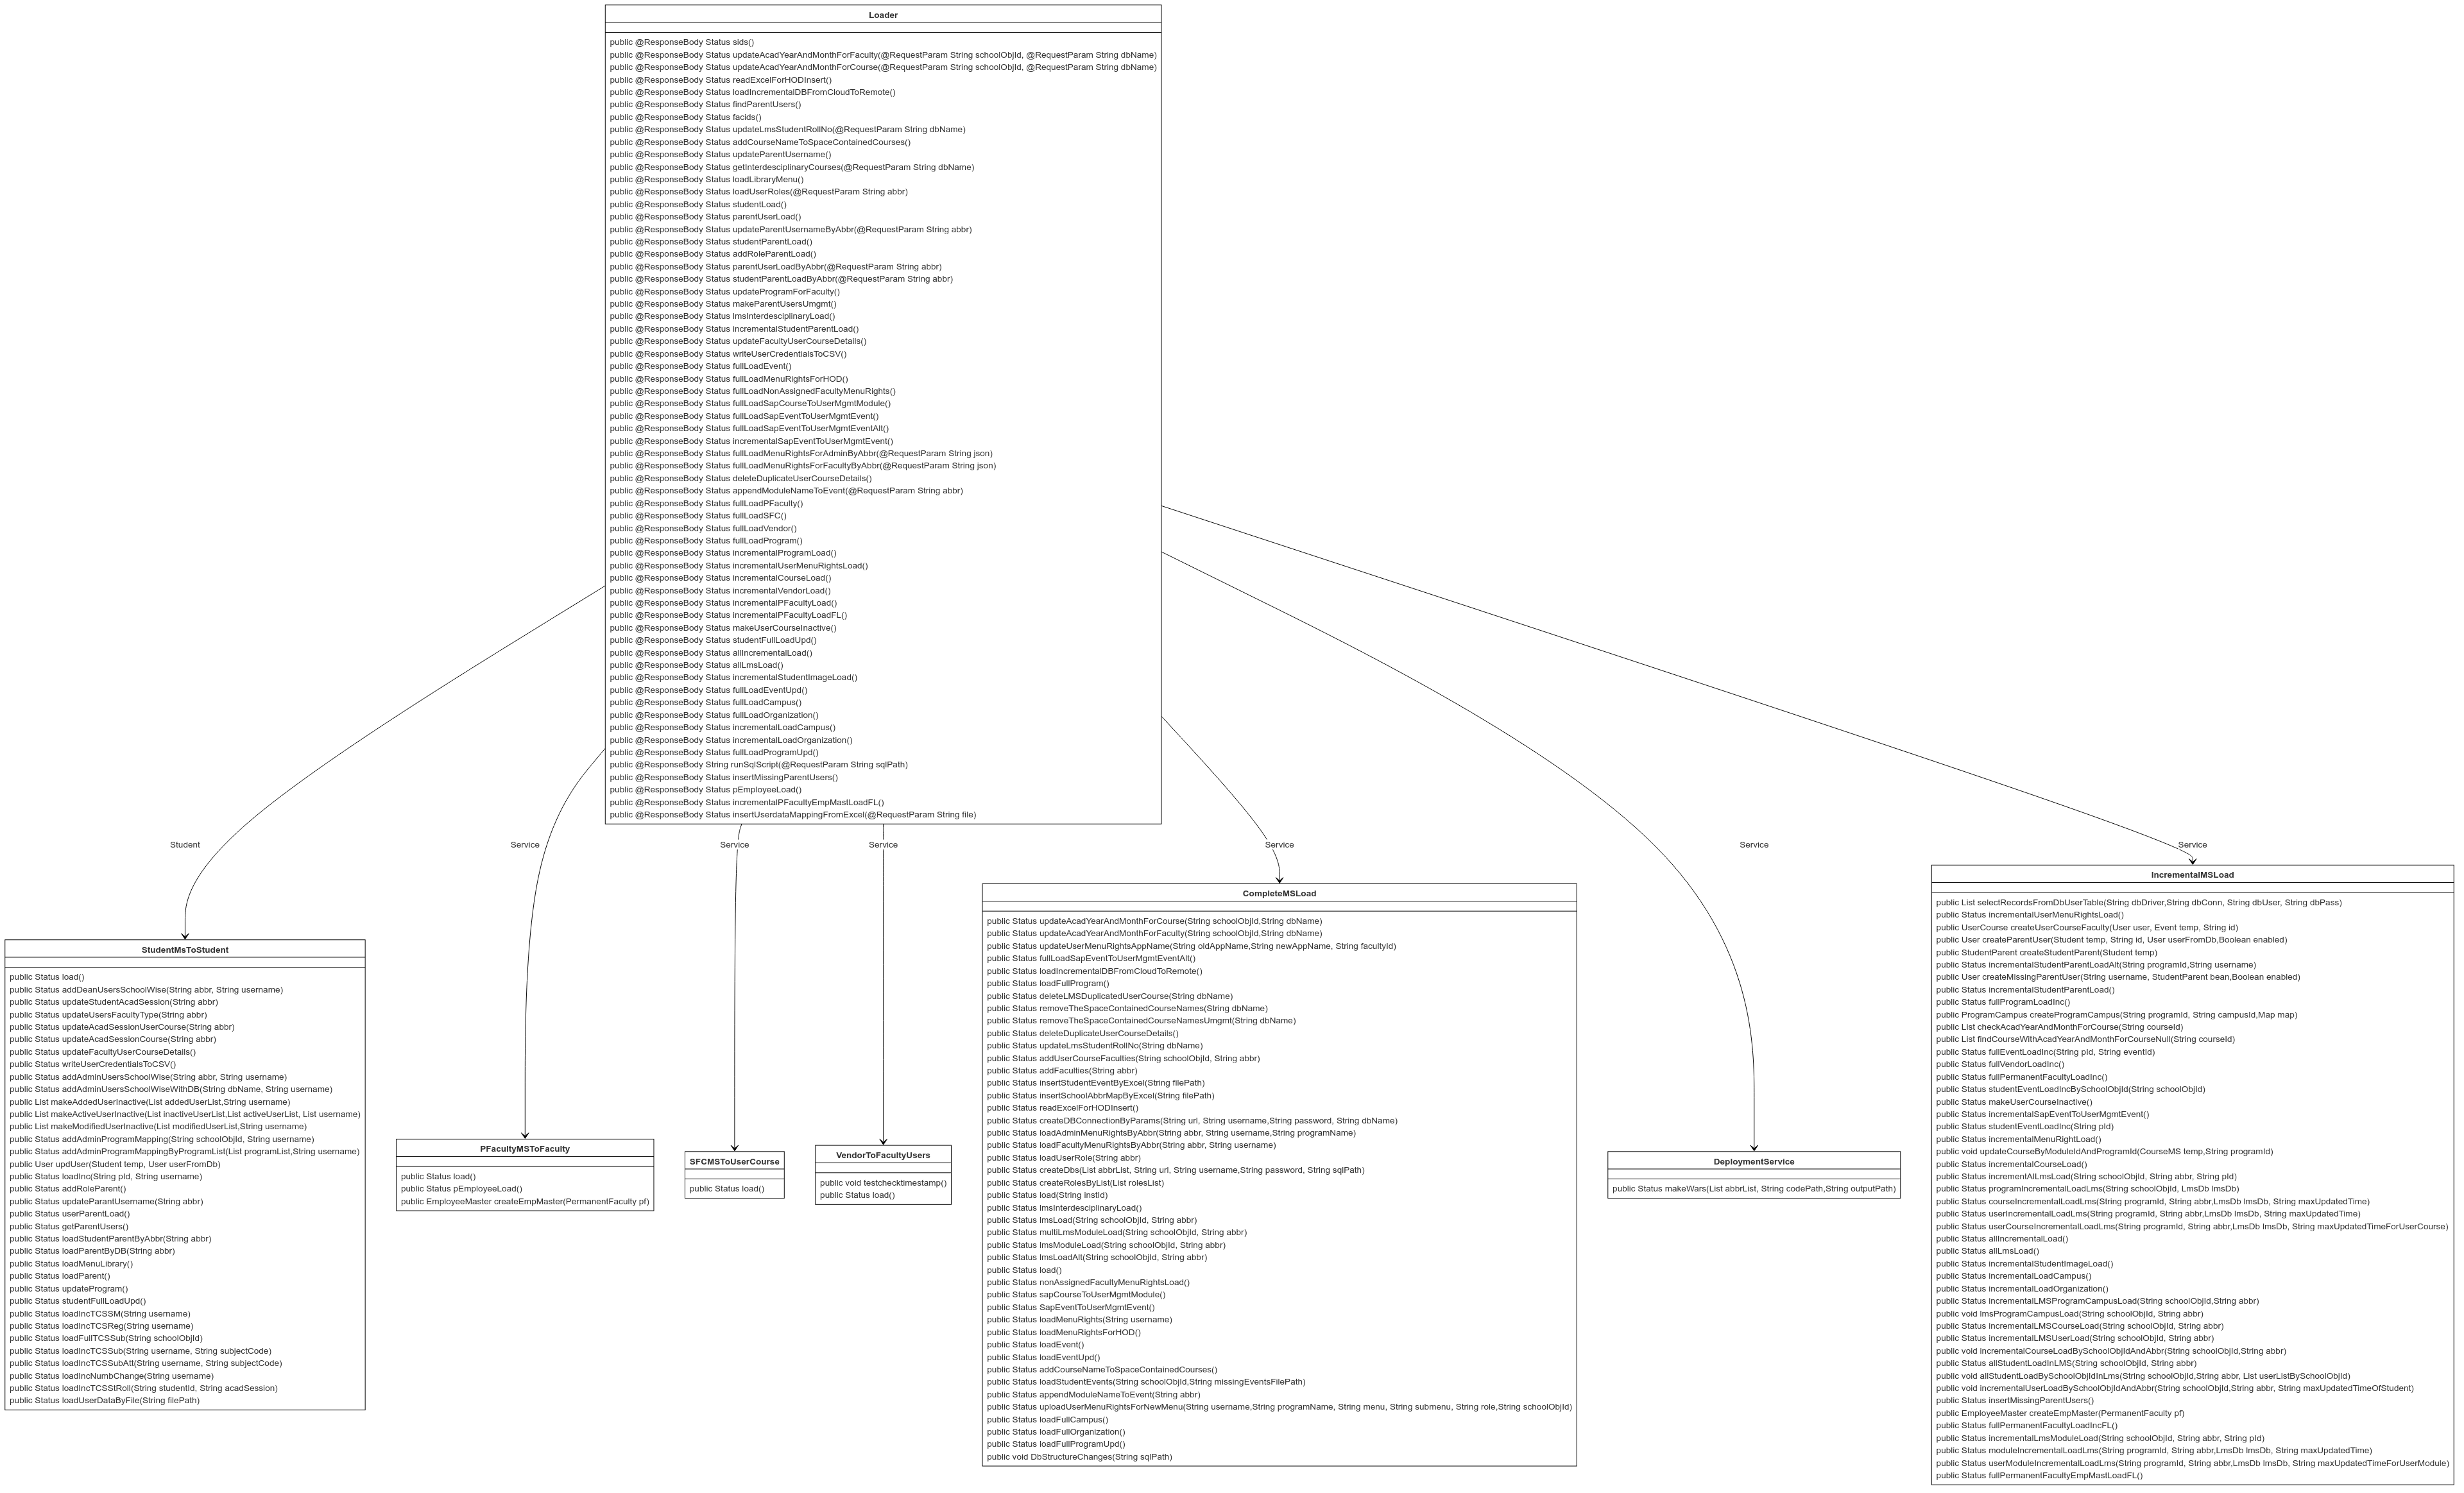 Loader
public @ResponseBody Status sids()
public @ResponseBody Status updateAcadYearAndMonthForFaculty(@RequestParam String schoolObjId, @RequestParam String dbName)
public @ResponseBody Status updateAcadYearAndMonthForCourse(@RequestParam String schoolObjId, @RequestParam String dbName)
public @ResponseBody Status readExcelForHODInsert()
public @ResponseBody Status loadIncrementalDBFromCloudToRemote()
public @ResponseBody Status findParentUsers()
public @ResponseBody Status facids()
public @ResponseBody Status updateLmsStudentRollNo(@RequestParam String dbName)
public @ResponseBody Status addCourseNameToSpaceContainedCourses()
public @ResponseBody Status updateParentUsername()
public @ResponseBody Status getInterdesciplinaryCourses(@RequestParam String dbName)
public @ResponseBody Status loadLibraryMenu()
public @ResponseBody Status loadUserRoles(@RequestParam String abbr)
public @ResponseBody Status studentLoad()
public @ResponseBody Status parentUserLoad()
public @ResponseBody Status updateParentUsernameByAbbr(@RequestParam String abbr)
public @ResponseBody Status studentParentLoad()
public @ResponseBody Status addRoleParentLoad()
public @ResponseBody Status parentUserLoadByAbbr(@RequestParam String abbr)
public @ResponseBody Status studentParentLoadByAbbr(@RequestParam String abbr)
public @ResponseBody Status updateProgramForFaculty()
public @ResponseBody Status makeParentUsersUmgmt()
public @ResponseBody Status lmsInterdesciplinaryLoad()
public @ResponseBody Status incrementalStudentParentLoad()
public @ResponseBody Status updateFacultyUserCourseDetails()
public @ResponseBody Status writeUserCredentialsToCSV()
public @ResponseBody Status fullLoadEvent()
public @ResponseBody Status fullLoadMenuRightsForHOD()
public @ResponseBody Status fullLoadNonAssignedFacultyMenuRights()
public @ResponseBody Status fullLoadSapCourseToUserMgmtModule()
public @ResponseBody Status fullLoadSapEventToUserMgmtEvent()
public @ResponseBody Status fullLoadSapEventToUserMgmtEventAlt()
public @ResponseBody Status incrementalSapEventToUserMgmtEvent()
public @ResponseBody Status fullLoadMenuRightsForAdminByAbbr(@RequestParam String json)
public @ResponseBody Status fullLoadMenuRightsForFacultyByAbbr(@RequestParam String json)
public @ResponseBody Status deleteDuplicateUserCourseDetails()
public @ResponseBody Status appendModuleNameToEvent(@RequestParam String abbr)
public @ResponseBody Status fullLoadPFaculty()
public @ResponseBody Status fullLoadSFC()
public @ResponseBody Status fullLoadVendor()
public @ResponseBody Status fullLoadProgram()
public @ResponseBody Status incrementalProgramLoad()
public @ResponseBody Status incrementalUserMenuRightsLoad()
public @ResponseBody Status incrementalCourseLoad()
public @ResponseBody Status incrementalVendorLoad()
public @ResponseBody Status incrementalPFacultyLoad()
public @ResponseBody Status incrementalPFacultyLoadFL()
public @ResponseBody Status makeUserCourseInactive()
public @ResponseBody Status studentFullLoadUpd()
public @ResponseBody Status allIncrementalLoad()
public @ResponseBody Status allLmsLoad()
public @ResponseBody Status incrementalStudentImageLoad()
public @ResponseBody Status fullLoadEventUpd()
public @ResponseBody Status fullLoadCampus()
public @ResponseBody Status fullLoadOrganization()
public @ResponseBody Status incrementalLoadCampus()
public @ResponseBody Status incrementalLoadOrganization()
public @ResponseBody Status fullLoadProgramUpd()
public @ResponseBody String runSqlScript(@RequestParam String sqlPath)
public @ResponseBody Status insertMissingParentUsers()
public @ResponseBody Status pEmployeeLoad()
public @ResponseBody Status incrementalPFacultyEmpMastLoadFL()
public @ResponseBody Status insertUserdataMappingFromExcel(@RequestParam String file)
Student
Service
Service
Service
Service
Service
Service
StudentMsToStudent
public Status load()
public Status addDeanUsersSchoolWise(String abbr, String username)
public Status updateStudentAcadSession(String abbr)
public Status updateUsersFacultyType(String abbr)
public Status updateAcadSessionUserCourse(String abbr)
public Status updateAcadSessionCourse(String abbr)
public Status updateFacultyUserCourseDetails()
public Status writeUserCredentialsToCSV()
public Status addAdminUsersSchoolWise(String abbr, String username)
public Status addAdminUsersSchoolWiseWithDB(String dbName, String username)
public List makeAddedUserInactive(List addedUserList,String username)
public List makeActiveUserInactive(List inactiveUserList,List activeUserList, List username)
public List makeModifiedUserInactive(List modifiedUserList,String username)
public Status addAdminProgramMapping(String schoolObjId, String username)
public Status addAdminProgramMappingByProgramList(List programList,String username)
public User updUser(Student temp, User userFromDb)
public Status loadInc(String pId, String username)
public Status addRoleParent()
public Status updateParantUsername(String abbr)
public Status userParentLoad()
public Status getParentUsers()
public Status loadStudentParentByAbbr(String abbr)
public Status loadParentByDB(String abbr)
public Status loadMenuLibrary()
public Status loadParent()
public Status updateProgram()
public Status studentFullLoadUpd()
public Status loadIncTCSSM(String username)
public Status loadIncTCSReg(String username)
public Status loadFullTCSSub(String schoolObjId)
public Status loadIncTCSSub(String username, String subjectCode)
public Status loadIncTCSSubAtt(String username, String subjectCode)
public Status loadIncNumbChange(String username)
public Status loadIncTCSStRoll(String studentId, String acadSession)
public Status loadUserDataByFile(String filePath)
PFacultyMSToFaculty
public Status load()
public Status pEmployeeLoad()
public EmployeeMaster createEmpMaster(PermanentFaculty pf)
SFCMSToUserCourse
public Status load()
VendorToFacultyUsers
public void testchecktimestamp()
public Status load()
CompleteMSLoad
public Status updateAcadYearAndMonthForCourse(String schoolObjId,String dbName)
public Status updateAcadYearAndMonthForFaculty(String schoolObjId,String dbName)
public Status updateUserMenuRightsAppName(String oldAppName,String newAppName, String facultyId)
public Status fullLoadSapEventToUserMgmtEventAlt()
public Status loadIncrementalDBFromCloudToRemote()
public Status loadFullProgram()
public Status deleteLMSDuplicatedUserCourse(String dbName)
public Status removeTheSpaceContainedCourseNames(String dbName)
public Status removeTheSpaceContainedCourseNamesUmgmt(String dbName)
public Status deleteDuplicateUserCourseDetails()
public Status updateLmsStudentRollNo(String dbName)
public Status addUserCourseFaculties(String schoolObjId, String abbr)
public Status addFaculties(String abbr)
public Status insertStudentEventByExcel(String filePath)
public Status insertSchoolAbbrMapByExcel(String filePath)
public Status readExcelForHODInsert()
public Status createDBConnectionByParams(String url, String username,String password, String dbName)
public Status loadAdminMenuRightsByAbbr(String abbr, String username,String programName)
public Status loadFacultyMenuRightsByAbbr(String abbr, String username)
public Status loadUserRole(String abbr)
public Status createDbs(List abbrList, String url, String username,String password, String sqlPath)
public Status createRolesByList(List rolesList)
public Status load(String instId)
public Status lmsInterdesciplinaryLoad()
public Status lmsLoad(String schoolObjId, String abbr)
public Status multiLmsModuleLoad(String schoolObjId, String abbr)
public Status lmsModuleLoad(String schoolObjId, String abbr)
public Status lmsLoadAlt(String schoolObjId, String abbr)
public Status load()
public Status nonAssignedFacultyMenuRightsLoad()
public Status sapCourseToUserMgmtModule()
public Status SapEventToUserMgmtEvent()
public Status loadMenuRights(String username)
public Status loadMenuRightsForHOD()
public Status loadEvent()
public Status loadEventUpd()
public Status addCourseNameToSpaceContainedCourses()
public Status loadStudentEvents(String schoolObjId,String missingEventsFilePath)
public Status appendModuleNameToEvent(String abbr)
public Status uploadUserMenuRightsForNewMenu(String username,String programName, String menu, String submenu, String role,String schoolObjId)
public Status loadFullCampus()
public Status loadFullOrganization()
public Status loadFullProgramUpd()
public void DbStructureChanges(String sqlPath)
DeploymentService
public Status makeWars(List abbrList, String codePath,String outputPath)
IncrementalMSLoad
public List selectRecordsFromDbUserTable(String dbDriver,String dbConn, String dbUser, String dbPass)
public Status incrementalUserMenuRightsLoad()
public UserCourse createUserCourseFaculty(User user, Event temp, String id)
public User createParentUser(Student temp, String id, User userFromDb,Boolean enabled)
public StudentParent createStudentParent(Student temp)
public Status incrementalStudentParentLoadAlt(String programId,String username)
public User createMissingParentUser(String username, StudentParent bean,Boolean enabled)
public Status incrementalStudentParentLoad()
public Status fullProgramLoadInc()
public ProgramCampus createProgramCampus(String programId, String campusId,Map map)
public List checkAcadYearAndMonthForCourse(String courseId)
public List findCourseWithAcadYearAndMonthForCourseNull(String courseId)
public Status fullEventLoadInc(String pId, String eventId)
public Status fullVendorLoadInc()
public Status fullPermanentFacultyLoadInc()
public Status studentEventLoadIncBySchoolObjId(String schoolObjId)
public Status makeUserCourseInactive()
public Status incrementalSapEventToUserMgmtEvent()
public Status studentEventLoadInc(String pId)
public Status incrementalMenuRightLoad()
public void updateCourseByModuleIdAndProgramId(CourseMS temp,String programId)
public Status incrementalCourseLoad()
public Status incrementAlLmsLoad(String schoolObjId, String abbr, String pId)
public Status programIncrementalLoadLms(String schoolObjId, LmsDb lmsDb)
public Status courseIncrementalLoadLms(String programId, String abbr,LmsDb lmsDb, String maxUpdatedTime)
public Status userIncrementalLoadLms(String programId, String abbr,LmsDb lmsDb, String maxUpdatedTime)
public Status userCourseIncrementalLoadLms(String programId, String abbr,LmsDb lmsDb, String maxUpdatedTimeForUserCourse)
public Status allIncrementalLoad()
public Status allLmsLoad()
public Status incrementalStudentImageLoad()
public Status incrementalLoadCampus()
public Status incrementalLoadOrganization()
public Status incrementalLMSProgramCampusLoad(String schoolObjId,String abbr)
public void lmsProgramCampusLoad(String schoolObjId, String abbr)
public Status incrementalLMSCourseLoad(String schoolObjId, String abbr)
public Status incrementalLMSUserLoad(String schoolObjId, String abbr)
public void incrementalCourseLoadBySchoolObjIdAndAbbr(String schoolObjId,String abbr)
public Status allStudentLoadInLMS(String schoolObjId, String abbr)
public void allStudentLoadBySchoolObjIdInLms(String schoolObjId,String abbr, List userListBySchoolObjId)
public void incrementalUserLoadBySchoolObjIdAndAbbr(String schoolObjId,String abbr, String maxUpdatedTimeOfStudent)
public Status insertMissingParentUsers()
public EmployeeMaster createEmpMaster(PermanentFaculty pf)
public Status fullPermanentFacultyLoadIncFL()
public Status incrementalLmsModuleLoad(String schoolObjId, String abbr, String pId)
public Status moduleIncrementalLoadLms(String programId, String abbr,LmsDb lmsDb, String maxUpdatedTime)
public Status userModuleIncrementalLoadLms(String programId, String abbr,LmsDb lmsDb, String maxUpdatedTimeForUserModule)
public Status fullPermanentFacultyEmpMastLoadFL()